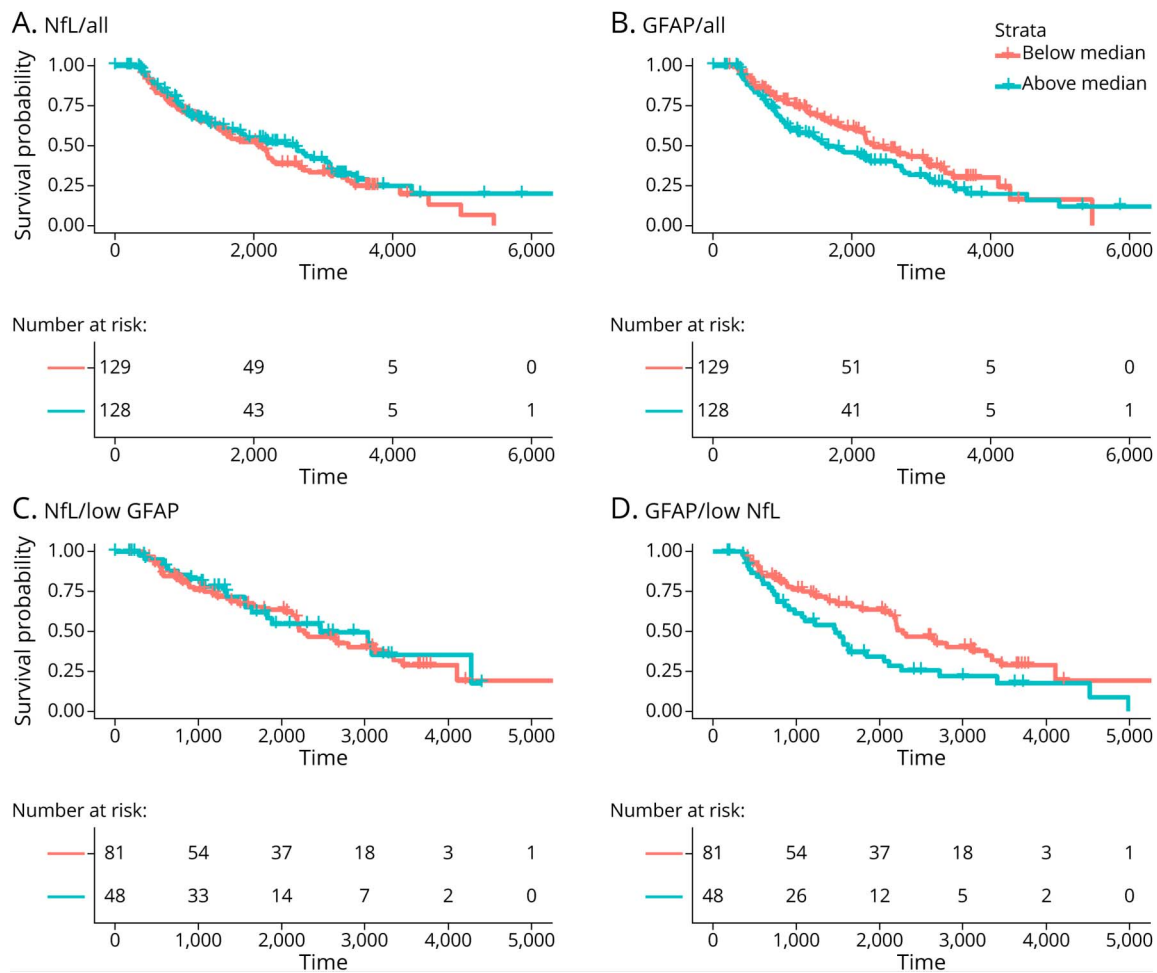 A. NfL/all
B. GFAP/all
Strata
Below median
Above median
Survival probability
1.00
0.75
0.50
0.25
0.00
0 2,000 4,000 6,000
Time
1.00
0.75
0.50
0.25
0.00
0 2,000 4,000 6,000
Time
Number at risk:
129 49 5 0
128 43 5 1
0 2,000 4,000 6,000
Time
Number at risk:
129 51 5 0
128 41 5 1
0 2,000 4,000 6,000
Time
C. NfL/low GFAP
Survival probability
1.00
0.75
0.50
0.25
0.00
0 1,000 2,000 3,000 4,000 5,000
Time
D. GFAP/low NfL
1.00
0.75
0.50
0.25
0.00
0 1,000 2,000 3,000 4,000 5,000
Time
Number at risk:
81 54 37 18 3 1
48 33 14 7 2 0
0 1,000 2,000 3,000 4,000 5,000
Time
Number at risk:
81 54 37 18 3 1
48 26 12 5 2 0
0 1,000 2,000 3,000 4,000 5,000
Time